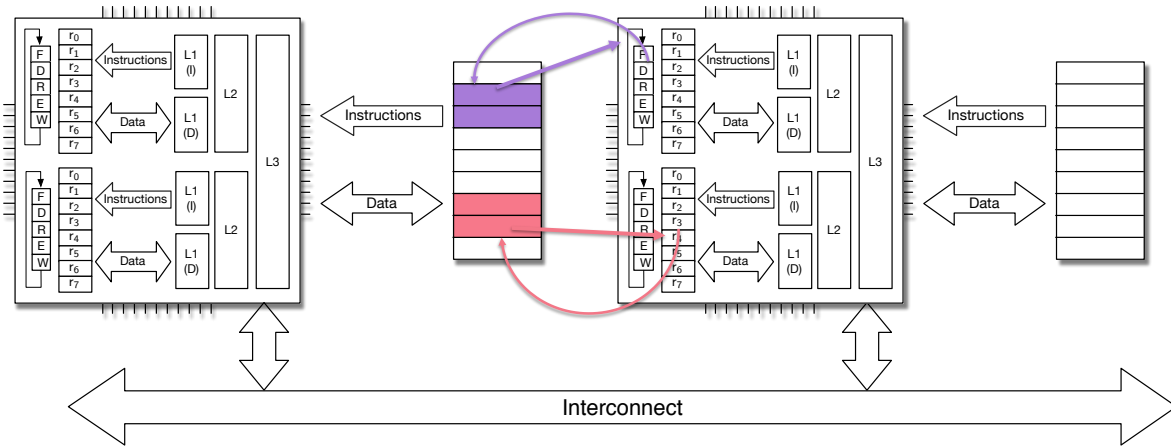 r0
r1
r2
r3
r4
r5
r6
r7
F
D
R
E
W
Instructions
Data
L1
(I)
L1
(D)
L2
r0
r1
r2
r3
r4
r5
r6
r7
F
D
R
E
W
Instructions
Data
L1
(I)
L1
(D)
L2
L3
Instructions
Data
r0
r1
r2
r3
r4
r5
r6
r7
F
D
R
E
W
Instructions
Data
L1
(I)
L1
(D)
L2
r0
r1
r2
r3
r4
r5
r6
r7
F
D
R
E
W
Instructions
Data
L1
(I)
L1
(D)
L2
L3
Instructions
Data
Interconnect